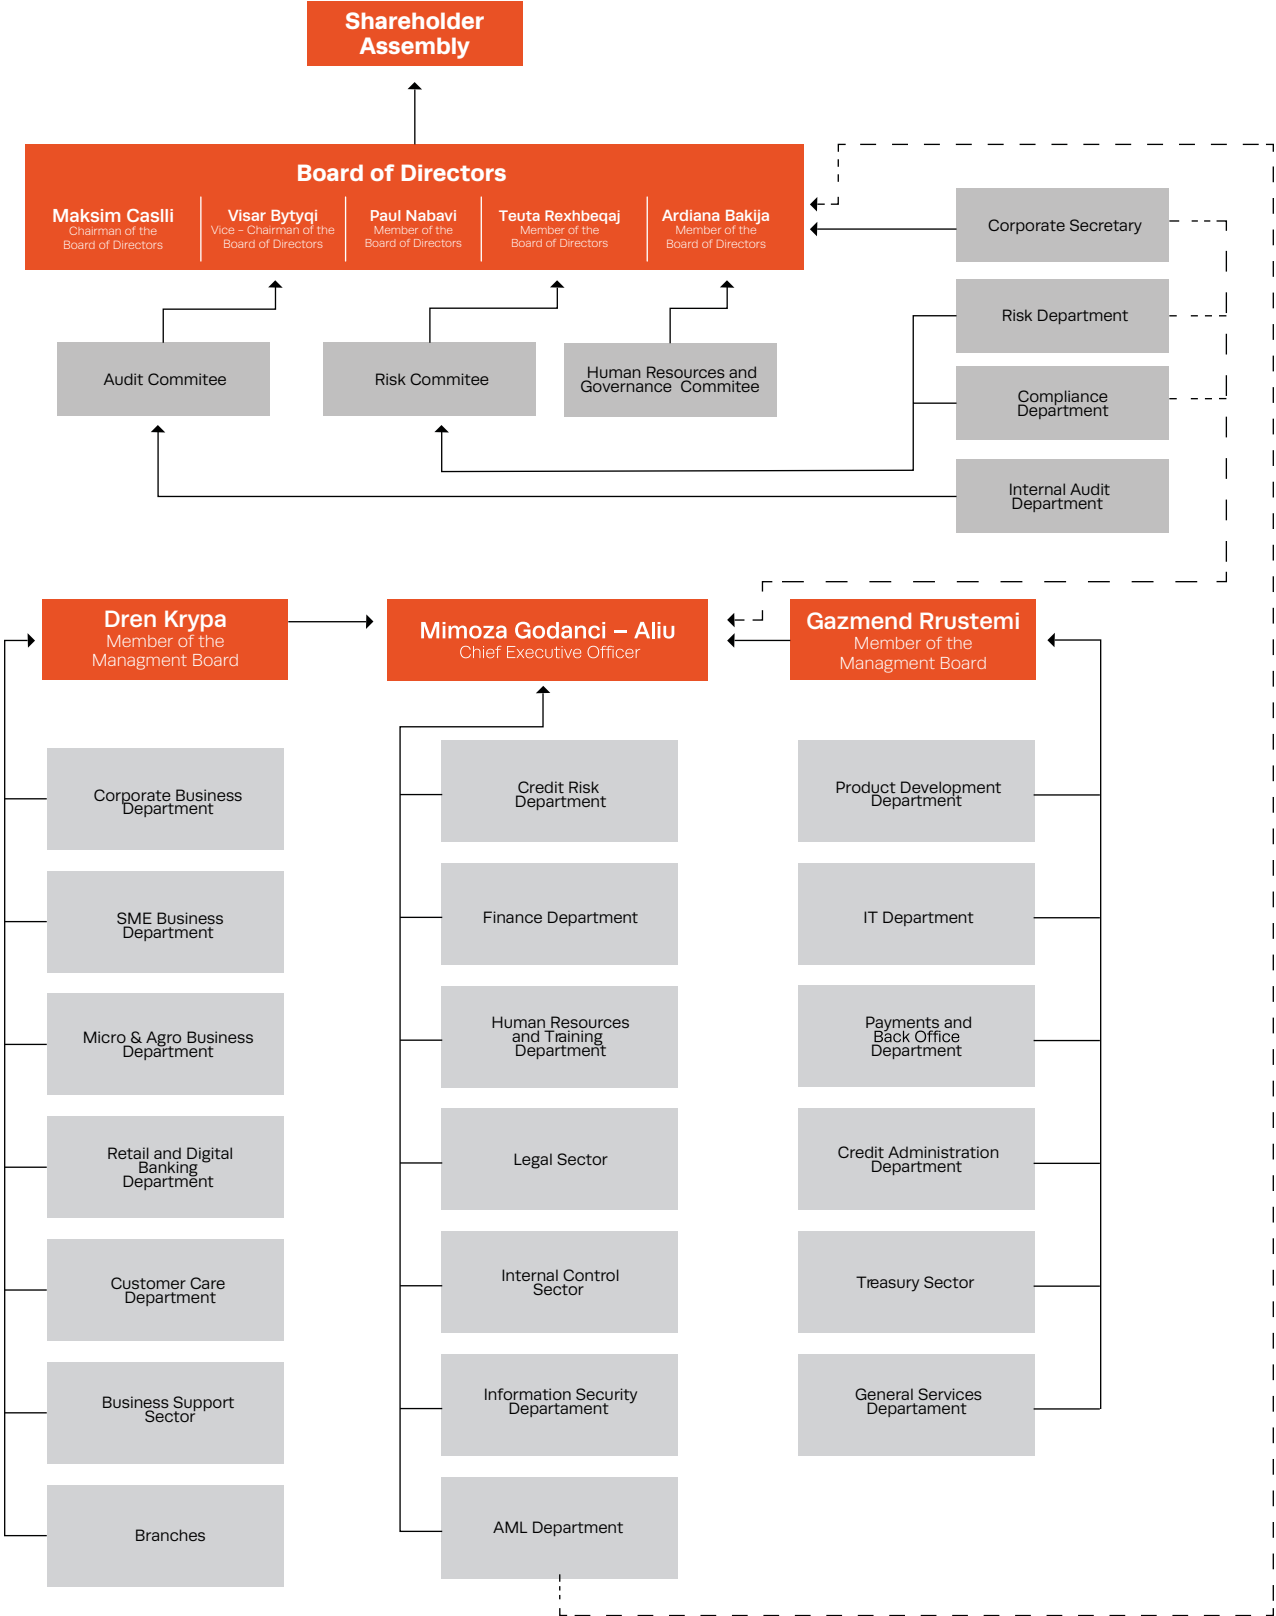 Shareholder
Assembly
Board of Directors
Maksim Caslli
Chairman of the
Board of Directors
Visar Bytyqi
Vice – Chairman of the
Board of Directors
Paul Nabavi
Member of the
Board of Directors
Teuta Rexhbeqaj
Member of the
Board of Directors
Ardiana Bakija
Member of the
Board of Directors
Corporate Secretary
Risk Department
Compliance
Department
Internal Audit
Department
Audit Commitee
Risk Commitee
Human Resources and
Governance Commitee
Dren Krypa
Member of the
Managment Board
Mimoza Godanci – Aliu
Chief Executive Officer
Gazmend Rrustemi
Member of the
Managment Board
Corporate Business
Department
SME Business
Department
Micro & Agro Business
Department
Retail and Digital
Banking
Department
Customer Care
Department
Business Support
Sector
Branches
Credit Risk
Department
Finance Department
Human Resources
and Training
Department
Legal Sector
Internal Control
Sector
Information Security
Departament
AML Department
Product Development
Department
IT Department
Payments and
Back Office
Department
Credit Administration
Department
Treasury Sector
General Services
Departament